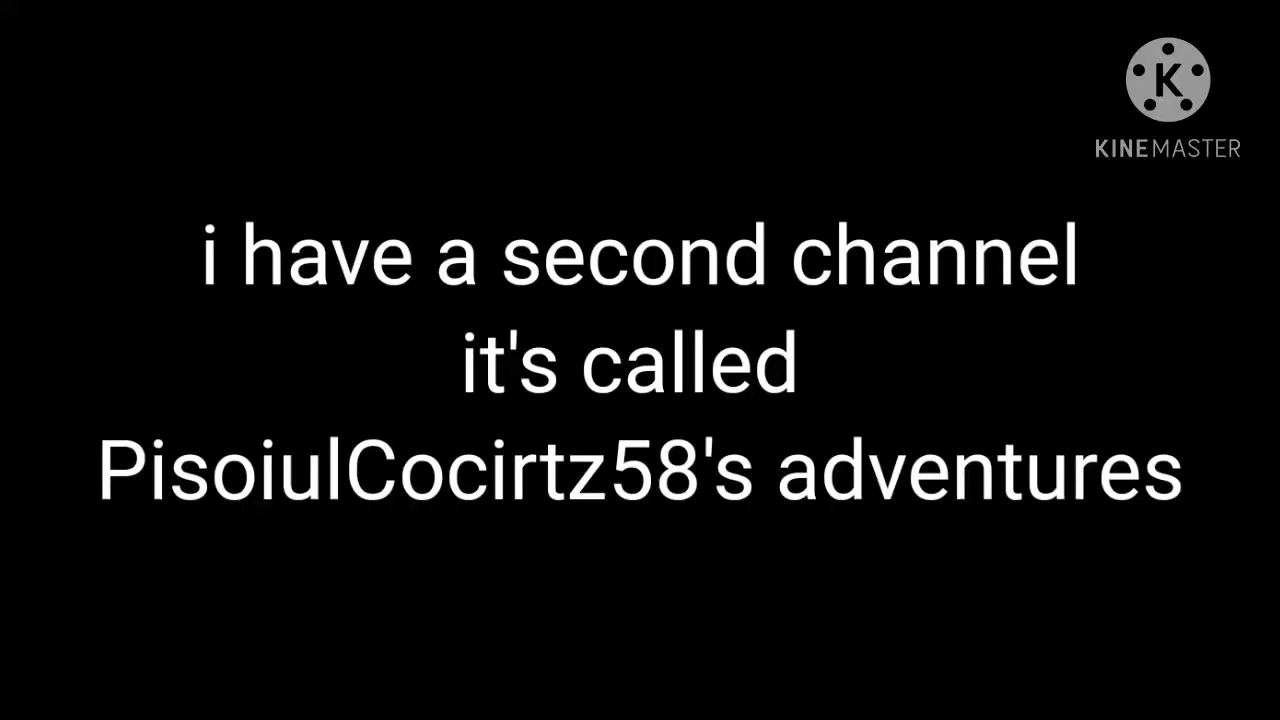 K
KINEMASTER
i have a second channel
it's called
PisoiulCocirtz58's adventures